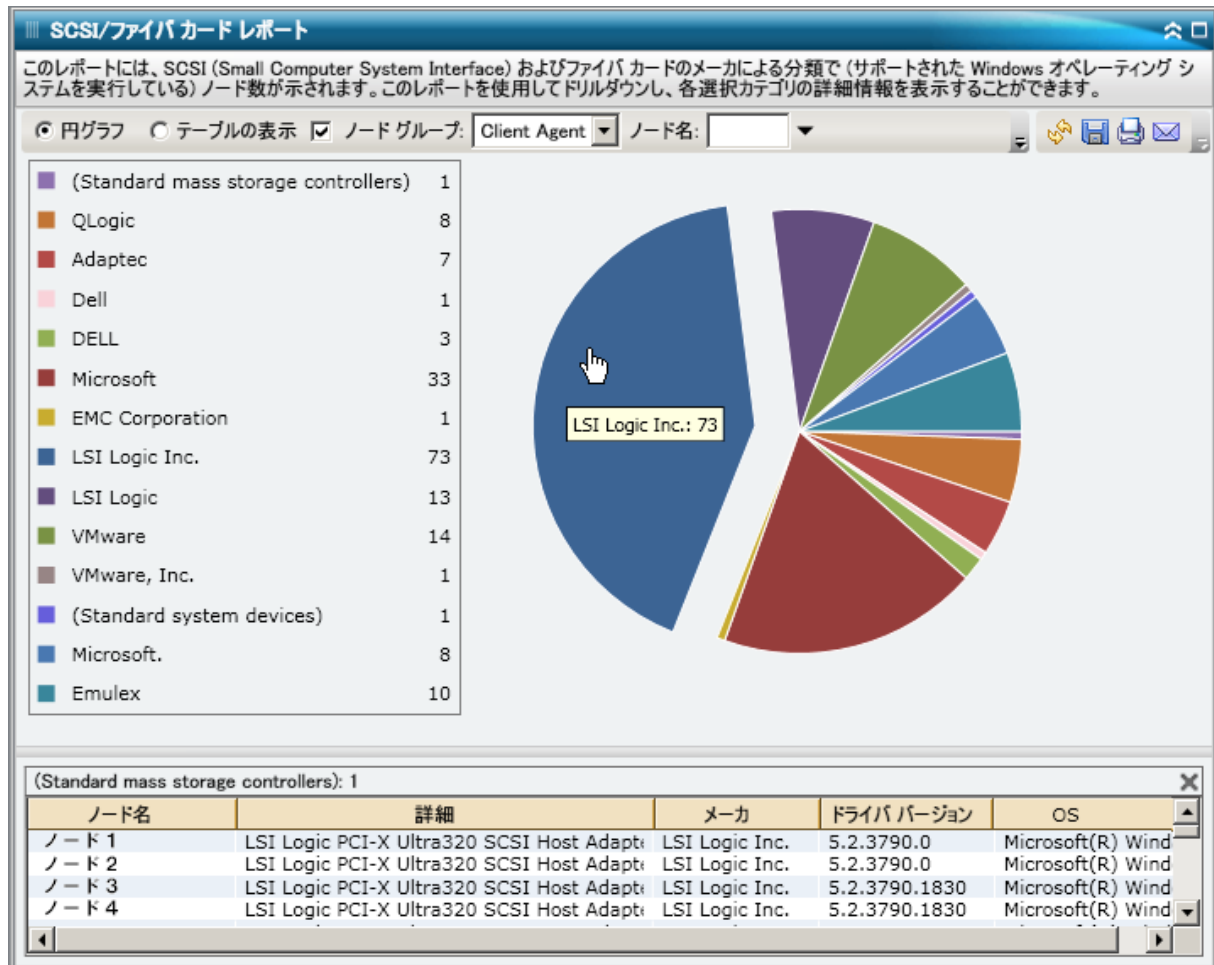 SCSI/ファイバ カード レポート
このレポートには、SCSI (Small Computer System Interface) およびファイバ カードのメーカによる分類で (サポートされた Windows オペレーティング シ
ステムを実行している) ノード数が示されます。このレポートを使用してドリルダウンし、各選択カテゴリの詳細情報を表示することができます。
円グラフ テーブルの表示 ノード グループ: Client Agent ノード名:
(Standard mass storage controllers) 1
QLogic 8
Adaptec 7
Dell 1
DELL 3
Microsoft 33
EMC Corporation 1
LSI Logic Inc. 73
LSI Logic 13
VMware 14
VMware, Inc. 1
(Standard system devices) 1
Microsoft. 8
Emulex 10
LSI Logic Inc.: 73
(Standard mass storage controllers): 1
ノード名 詳細 メーカ ドライバ バージョン OS
ノード 1 LSI Logic PCI-X Ultra320 SCSI Host Adapt LSI Logic Inc. 5.2.3790.0 Microsoft(R) Wind
ノード 2 LSI Logic PCI-X Ultra320 SCSI Host Adapt LSI Logic Inc. 5.2.3790.0 Microsoft(R) Wind
ノード 3 LSI Logic PCI-X Ultra320 SCSI Host Adapt LSI Logic Inc. 5.2.3790.1830 Microsoft(R) Wind
ノード 4 LSI Logic PCI-X Ultra320 SCSI Host Adapt LSI Logic Inc. 5.2.3790.1830 Microsoft(R) Wind